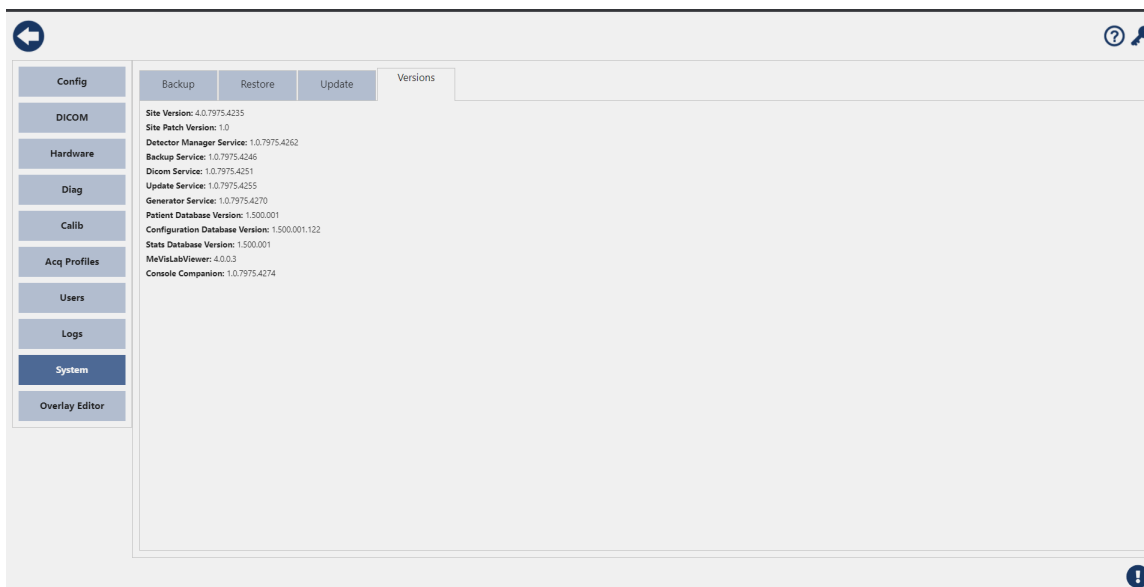 ?
Config
DICOM
Hardware
Diag
Calib
Acq Profiles
Users
Logs
System
Overlay Editor
Backup Restore Update Versions
Site Version: 4.0.7975.4235
Site Patch Version: 1.0
Detector Manager Service: 1.0.7975.4262
Backup Service: 1.0.7975.4246
Dicom Service: 1.0.7975.4251
Update Service: 1.0.7975.4255
Generator Service: 1.0.7975.4270
Patient Database Version: 1.500.001
Configuration Database Version: 1.500.001.122
Stats Database Version: 1.500.001
MeVisLabViewer: 4.0.0.3
Console Companion: 1.0.7975.4274
!